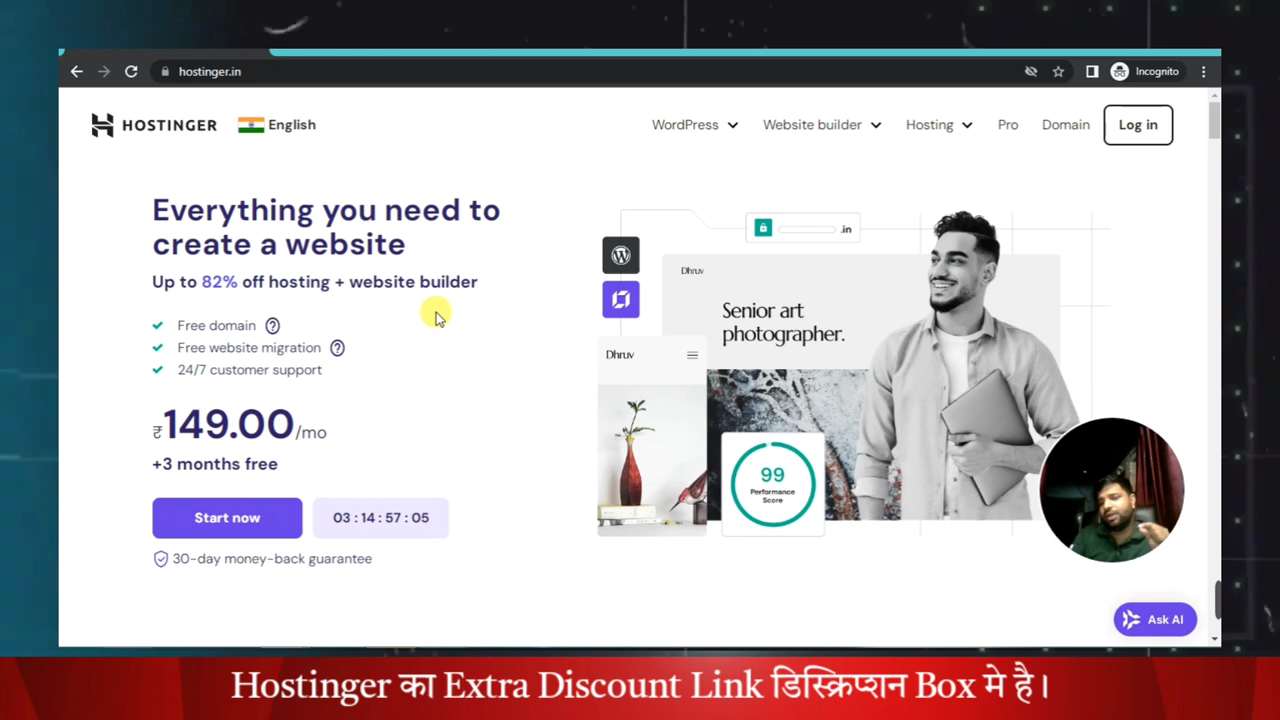 hostinger.in
Incognito
HOSTINGER
English
WordPress
Website builder
Hosting
Pro
Domain
Log in
Everything you need to
create a website
Up to 82% off hosting + website builder
Free domain
Free website migration
24/7 customer support
₹149.00/mo
+3 months free
Start now
03 : 14 : 57 : 05
30-day money-back guarantee
.in
Dhruv
Senior art
photographer.
Dhruv
99
Performance
Score
Ask AI
Hostinger का Extra Discount Link डिस्क्रिप्शन Box मे है।